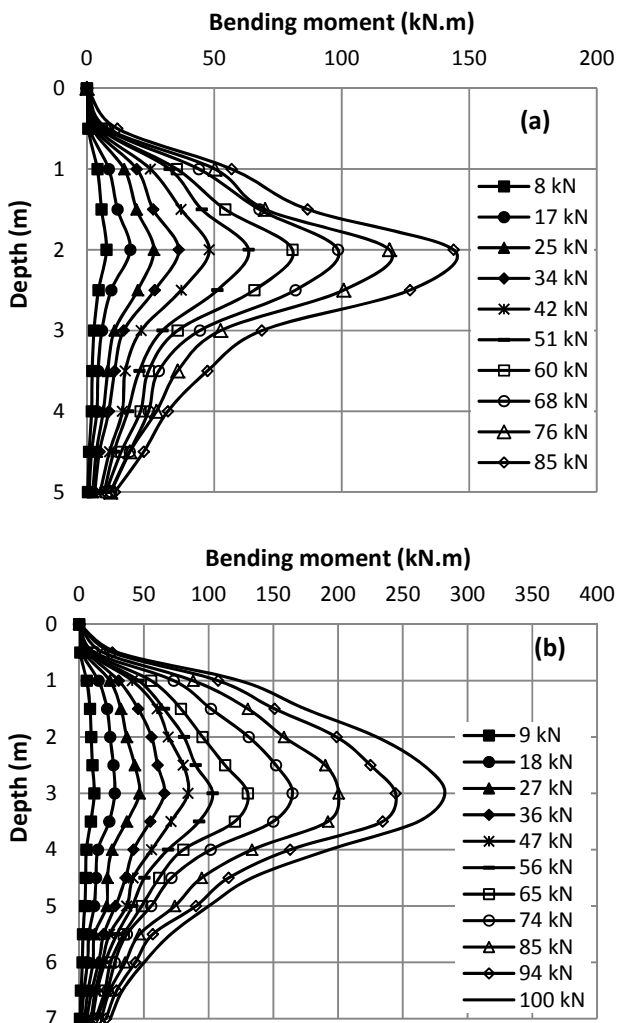 Bending moment (kN.m)
0 50 100 150 200
0
1
2
3
4
5
Depth (m)
(a)
8 kN
17 kN
25 kN
34 kN
42 kN
51 kN
60 kN
68 kN
76 kN
85 kN
Bending moment (kN.m)
0 50 100 150 200 250 300 350 400
0
1
2
3
4
5
6
7
Depth (m)
(b)
9 kN
18 kN
27 kN
36 kN
47 kN
56 kN
65 kN
74 kN
85 kN
94 kN
100 kN